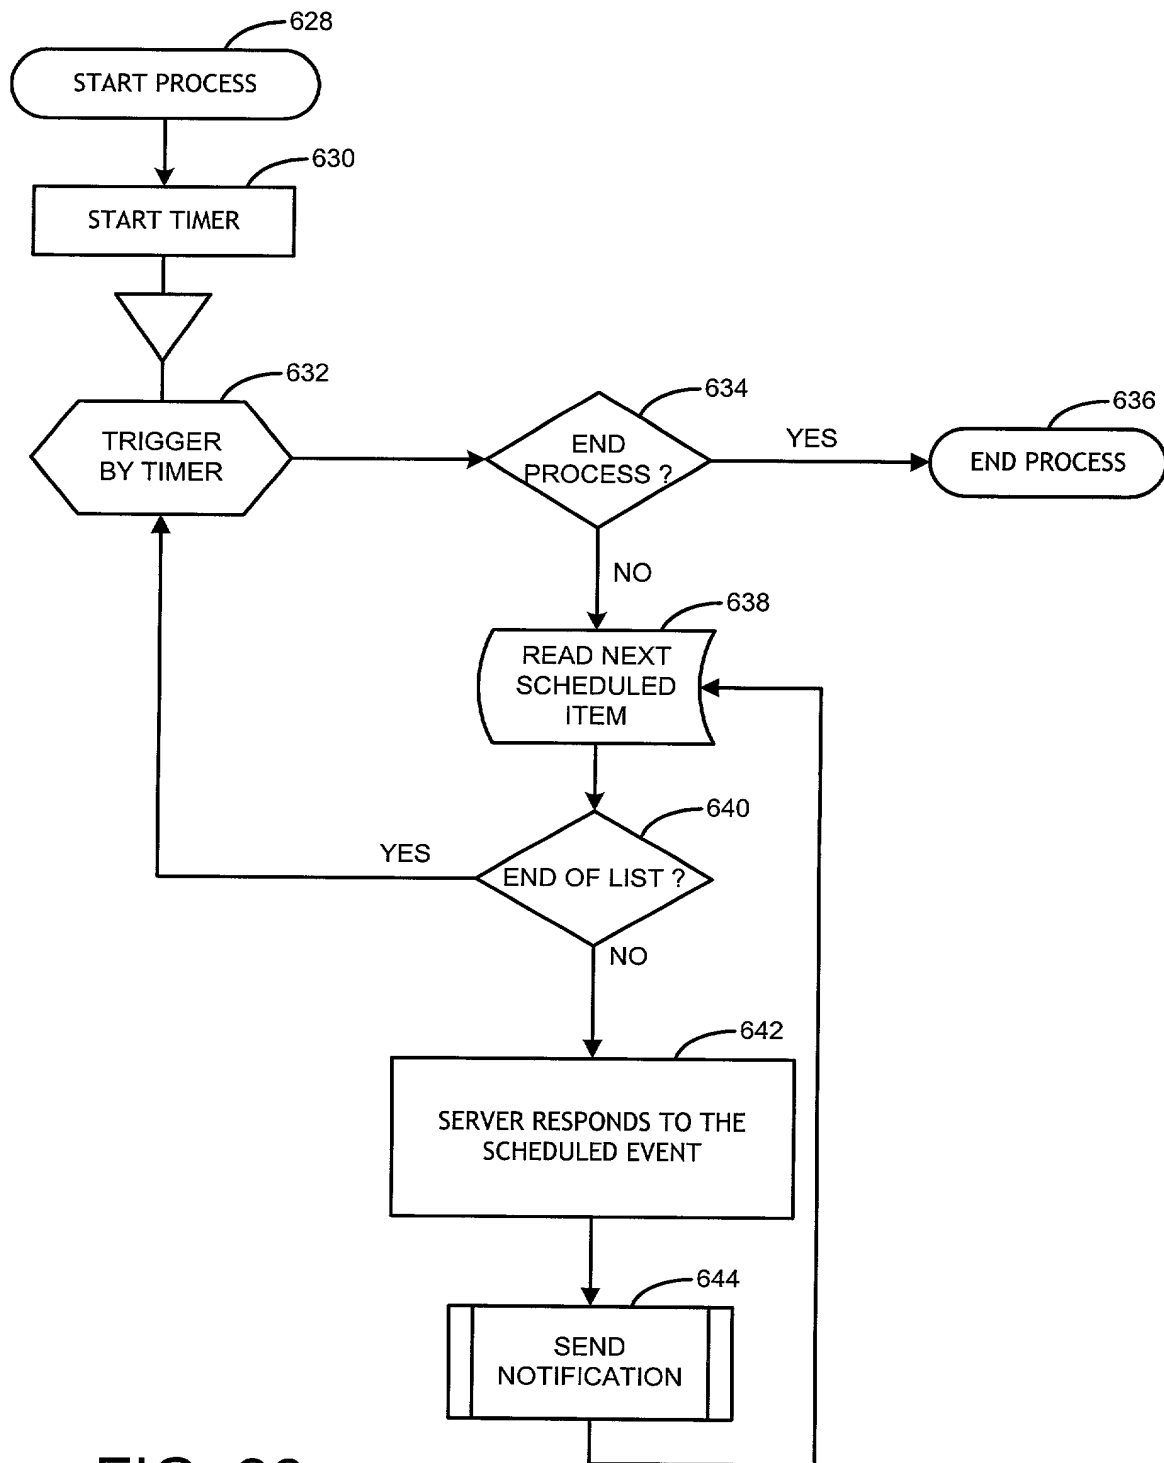 628
START PROCESS
630
START TIMER
632
TRIGGER
BY TIMER
634
END
PROCESS ?
YES
636
END PROCESS
NO
638
READ NEXT
SCHEDULED
ITEM
640
YES
END OF LIST ?
NO
642
SERVER RESPONDS TO THE
SCHEDULED EVENT
644
SEND
NOTIFICATION
FIG.